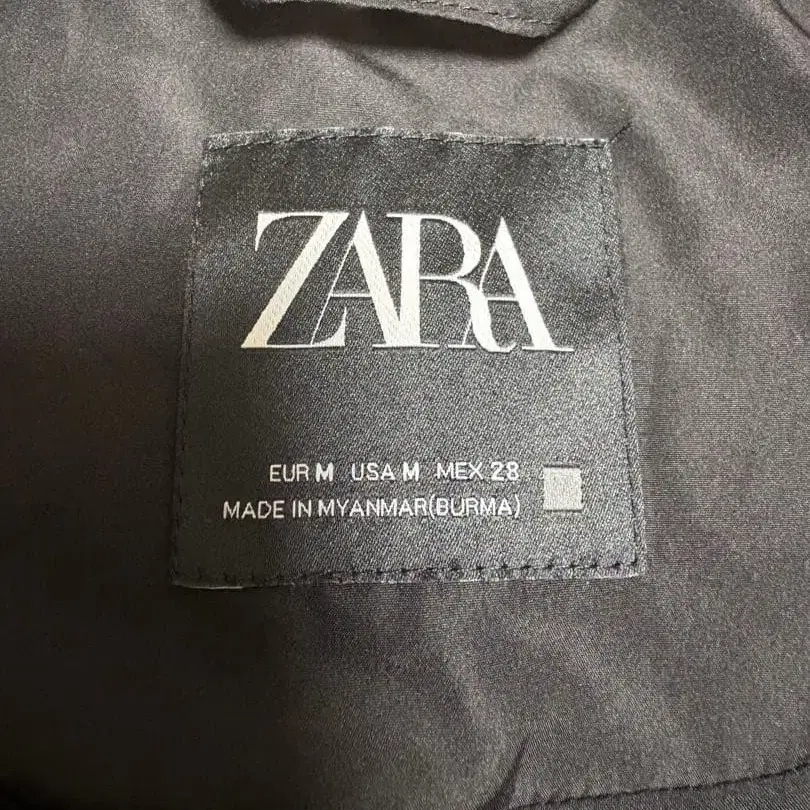 ZARA
EUR M USA M MEX 28
MADE IN MYANMAR(BURMA)